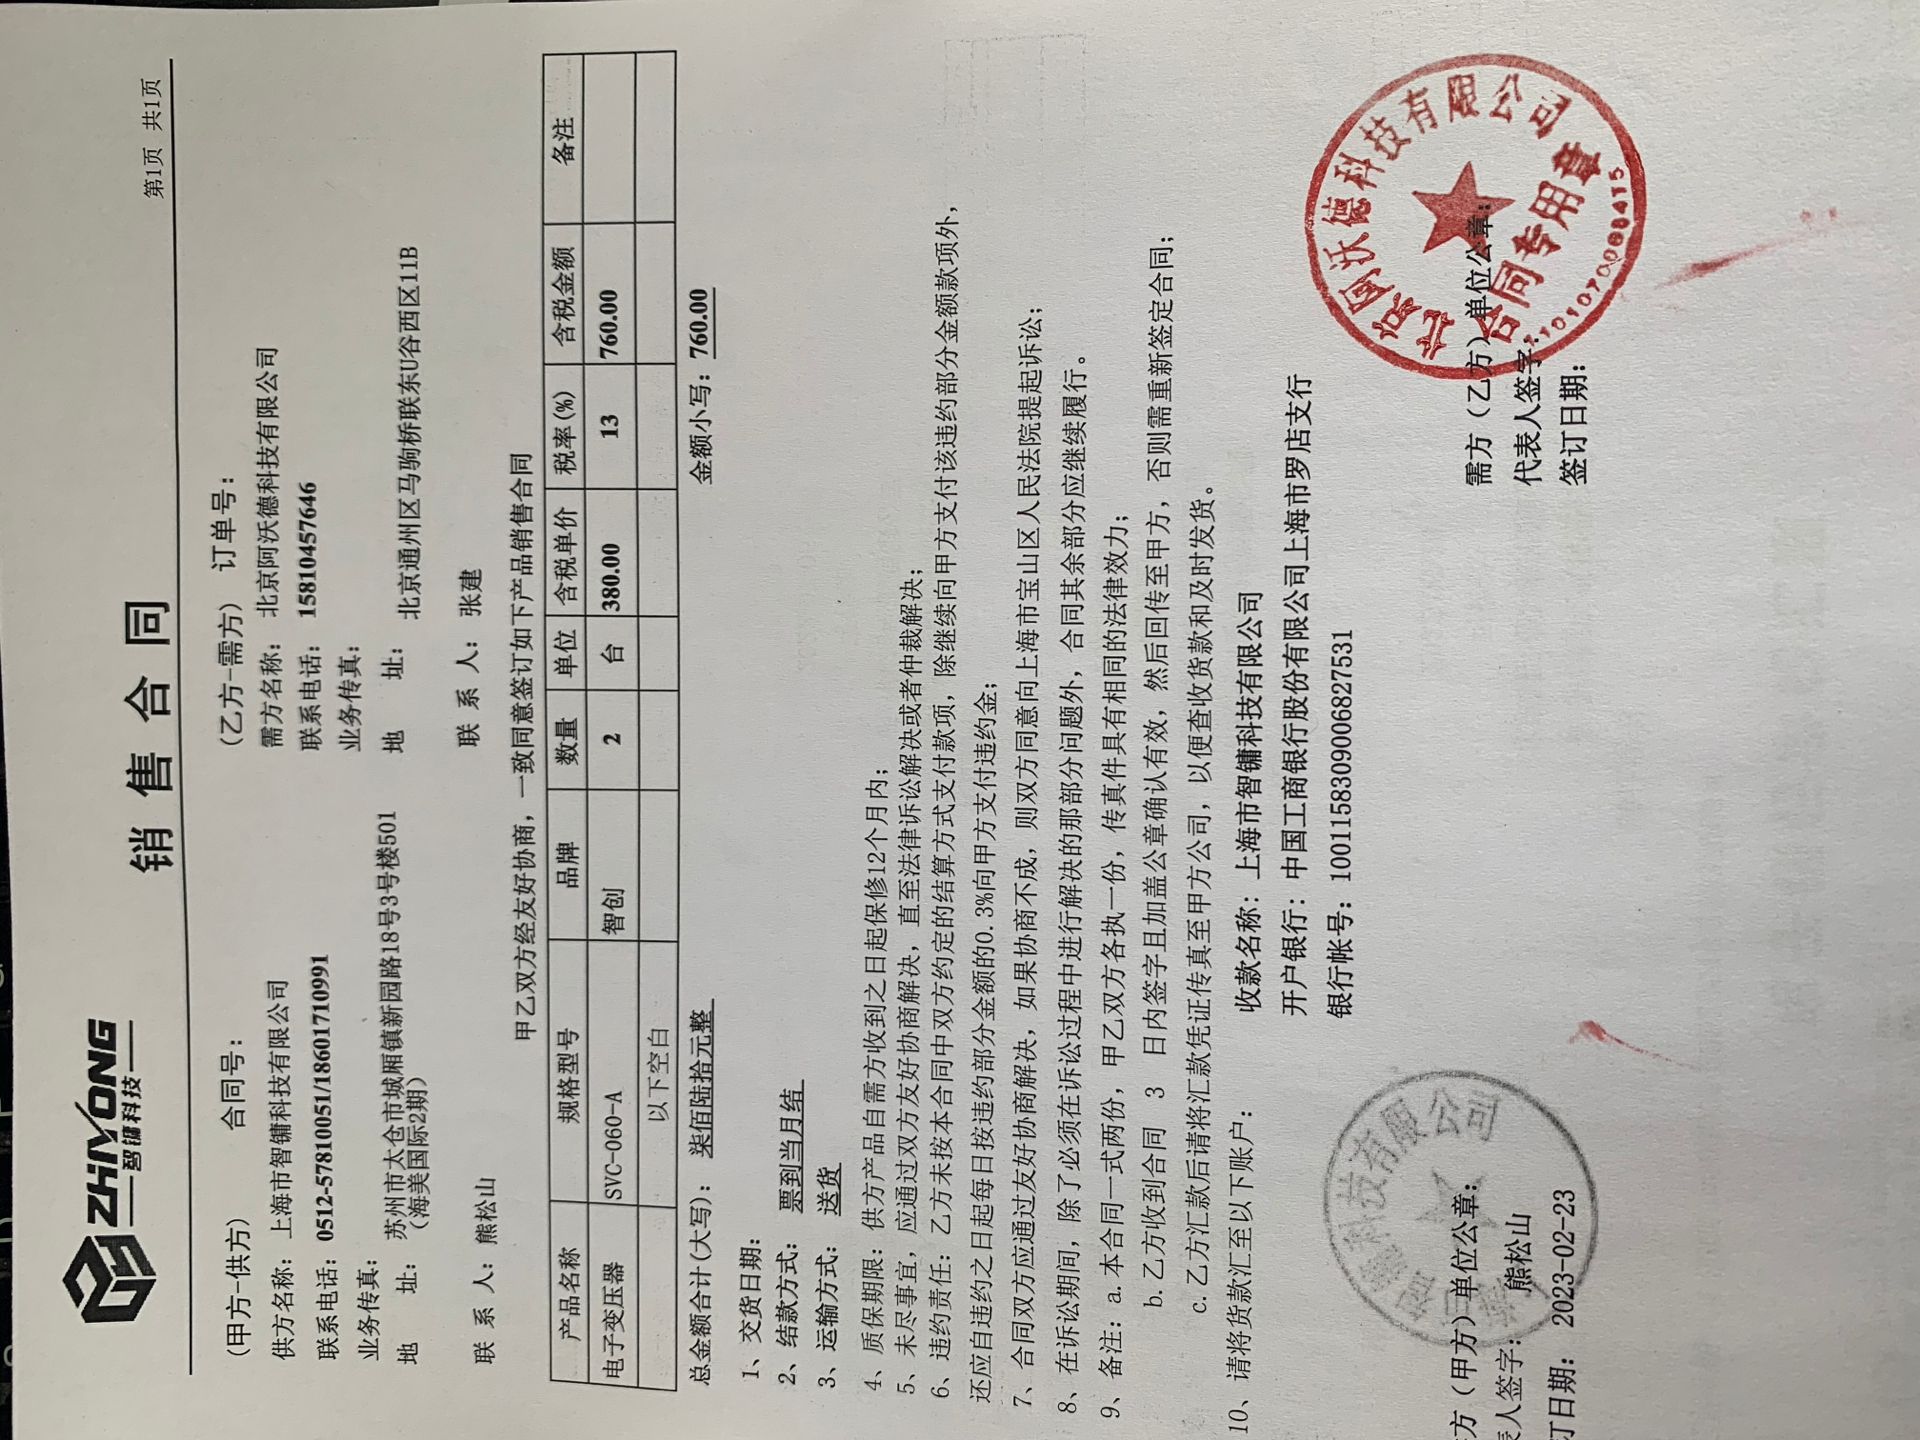 ZHIYONG
智镛科技
销售合同
第1页 共1页
(甲方-供方) 合同号:
(乙方-需方) 订单号:
供方名称: 上海市智镛科技有限公司
需方名称: 北京阿沃德科技有限公司
联系电话: 0512-57810051/18601710991
联系电话: 15810457646
业务传真:
业务传真:
地 址: 苏州市太仓市城厢镇新园路18号3号楼501
(海美国际2期)
地 址: 北京通州区马驹桥联东U谷西区11B
联 系 人: 熊松山
联 系 人: 张建
甲乙双方经友好协商，一致同意签订如下产品销售合同
产品名称 规格型号 品牌 数量 单位 含税单价 税率(%) 含税金额 备注
电子变压器 SVC-060-A 智创 2 台 380.00 13 760.00
以下空白
总金额合计(大写): 柒佰陆拾元整 金额小写: 760.00
1、交货日期:
2、结款方式: 票到当月结
3、运输方式: 送货
4、质保期限: 供方产品自需方收到之日起保修12个月内;
5、未尽事宜，应通过双方友好协商解决，直至法律诉讼解决或者仲裁解决;
6、违约责任: 乙方未按本合同中双方约定的结算方式支付款项，除继续向甲方支付该违约部分金额款项外，
还应自违约之日起每日按违约部分金额的0.3%向甲方支付违约金;
7、合同双方应通过友好协商解决，如果协商不成，则双方同意向上海市宝山区人民法院提起诉讼;
8、在诉讼期间，除了必须在诉讼过程中进行解决的那部分问题外，合同其余部分应继续履行。
9、备注: a.本合同一式两份，甲乙双方各执一份，传真件具有相同的法律效力;
b.乙方收到合同 3 日内签字且加盖公章确认有效，然后回传至甲方，否则需重新签定合同;
c.乙方汇款后请将汇款凭证传真至甲方公司，以便查收货款和及时发货。
10、请将货款汇至以下账户:
收款名称: 上海市智镛科技有限公司
开户银行: 中国工商银行股份有限公司上海市罗店支行
银行帐号: 1001158309006827531
方（甲方）单位公章:
需方（乙方）单位公章:
表人签字: 熊松山
代表人签字:
订日期: 2023-02-23
签订日期:
智镛科技有限公司
北京阿沃德科技有限公司
合同专用章